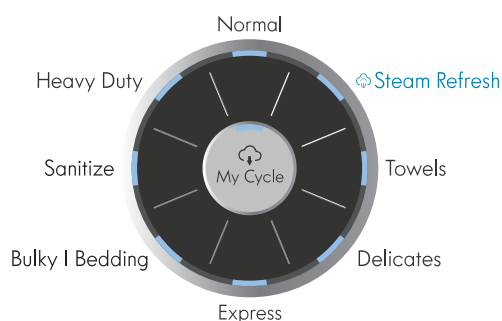 Normal
Heavy Duty
Steam Refresh
Sanitize
My Cycle
Towels
Bulky | Bedding
Delicates
Express